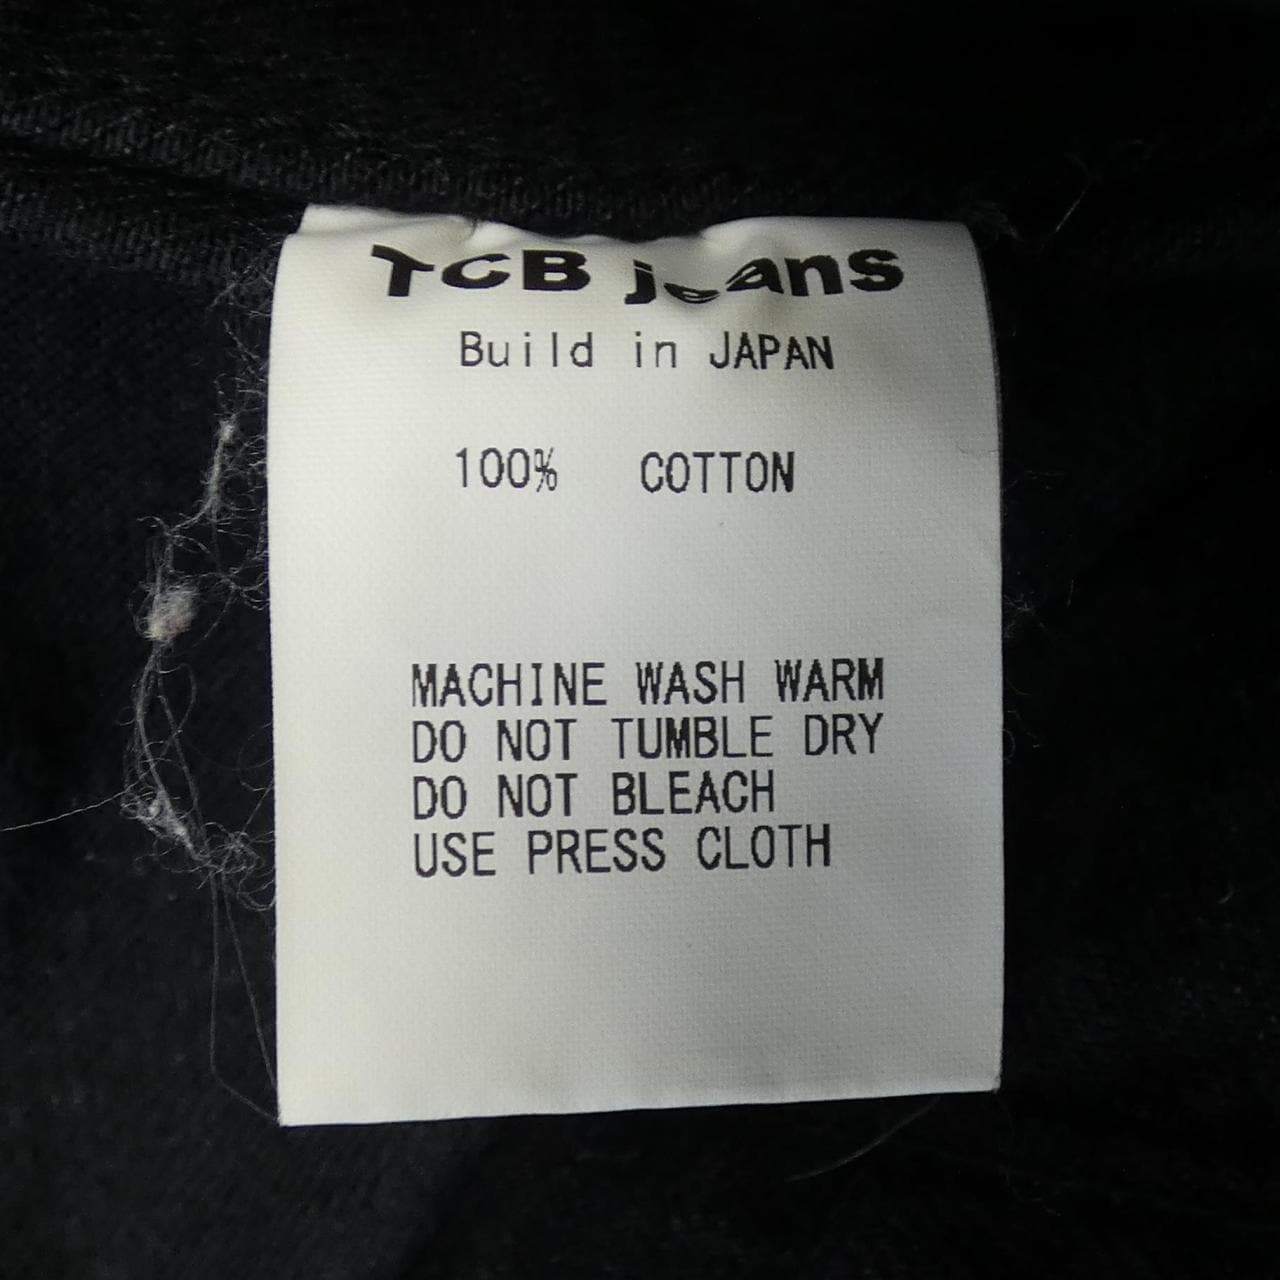 TCB jeans
Build in JAPAN
100% COTTON
MACHINE WASH WARM
DO NOT TUMBLE DRY
DO NOT BLEACH
USE PRESS CLOTH